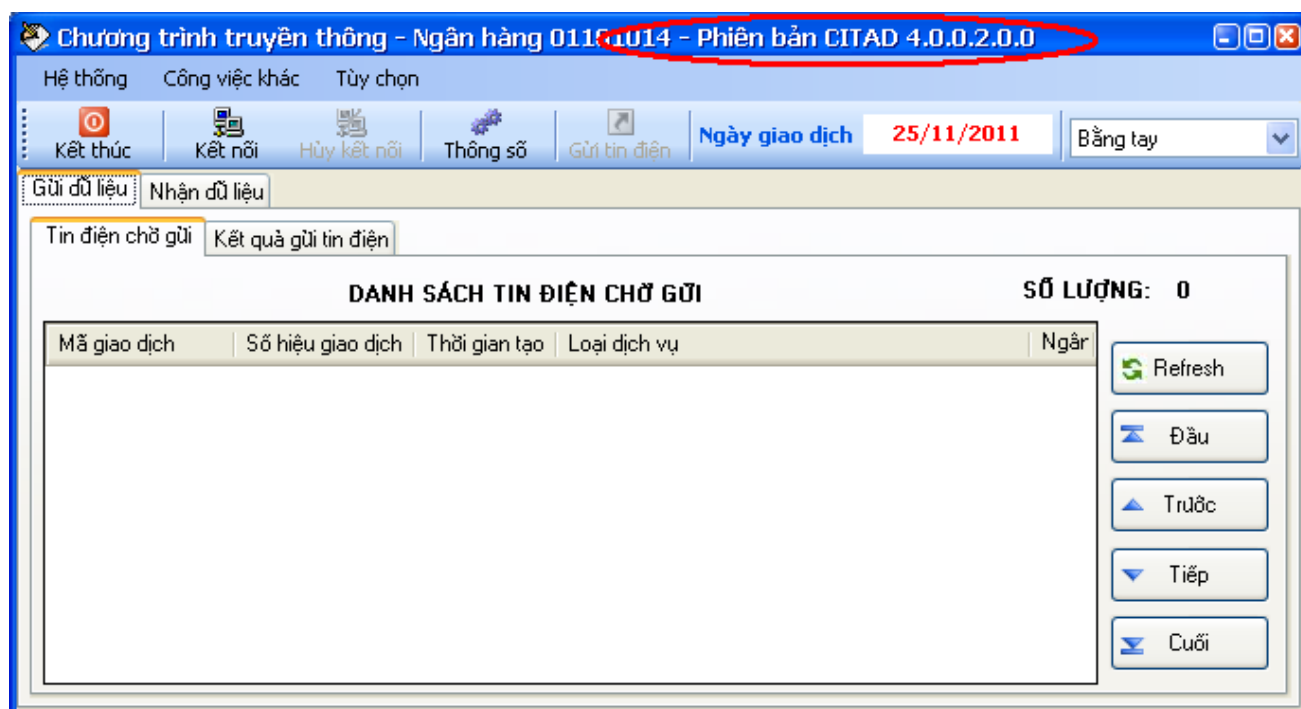 Chương trình truyền thông - Ngân hàng 01101014 - Phiên bản CITAD 4.0.0.2.0.0
Hệ thống Công việc khác Tùy chọn
Kết thúc Kết nối Hủy kết nối Thông số Gửi tin điện Ngày giao dịch 25/11/2011 Bằng tay
Gửi dữ liệu Nhận dữ liệu
Tin điện chờ gửi Kết quả gửi tin điện
DANH SÁCH TIN ĐIỆN CHỜ GỬI SỐ LƯỢNG: 0
Mã giao dịch Số hiệu giao dịch Thời gian tạo Loại dịch vụ Ngân
Refresh
Đầu
Trước
Tiếp
Cuối